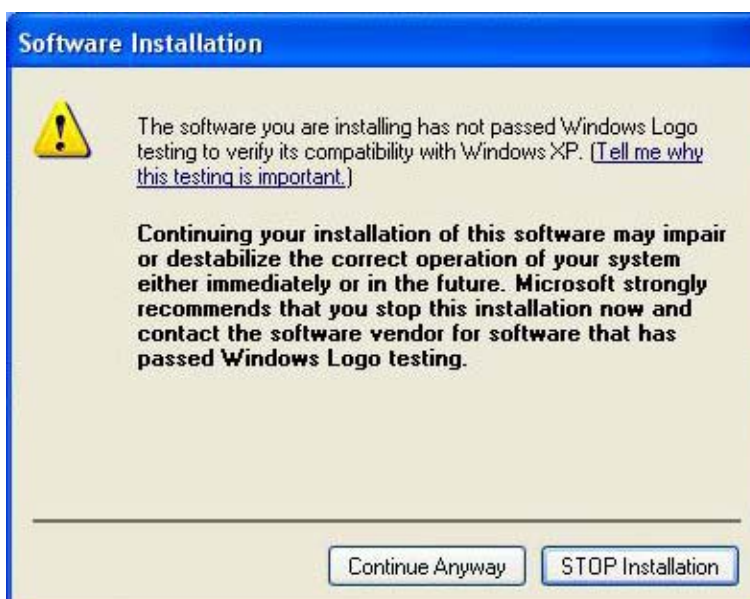 Software Installation
The software you are installing has not passed Windows Logo
testing to verify its compatibility with Windows XP. (Tell me why
this testing is important.)
Continuing your installation of this software may impair
or destabilize the correct operation of your system
either immediately or in the future. Microsoft strongly
recommends that you stop this installation now and
contact the software vendor for software that has
passed Windows Logo testing.
Continue Anyway
STOP Installation